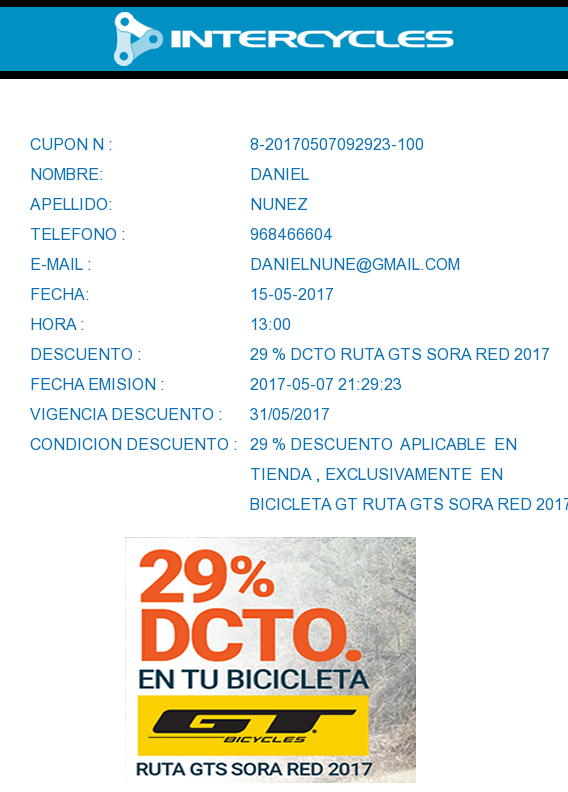 INTERCYCLES
CUPON N : 8-20170507092923-100
NOMBRE: DANIEL
APELLIDO: NUNEZ
TELEFONO : 968466604
E-MAIL : DANIELNUNE@GMAIL.COM
FECHA: 15-05-2017
HORA : 13:00
DESCUENTO : 29 % DCTO RUTA GTS SORA RED 2017
FECHA EMISION : 2017-05-07 21:29:23
VIGENCIA DESCUENTO : 31/05/2017
CONDICION DESCUENTO : 29 % DESCUENTO APLICABLE EN
TIENDA , EXCLUSIVAMENTE EN
BICICLETA GT RUTA GTS SORA RED 2017
29%
DCTO.
EN TU BICICLETA
GT
BICYCLES
RUTA GTS SORA RED 2017